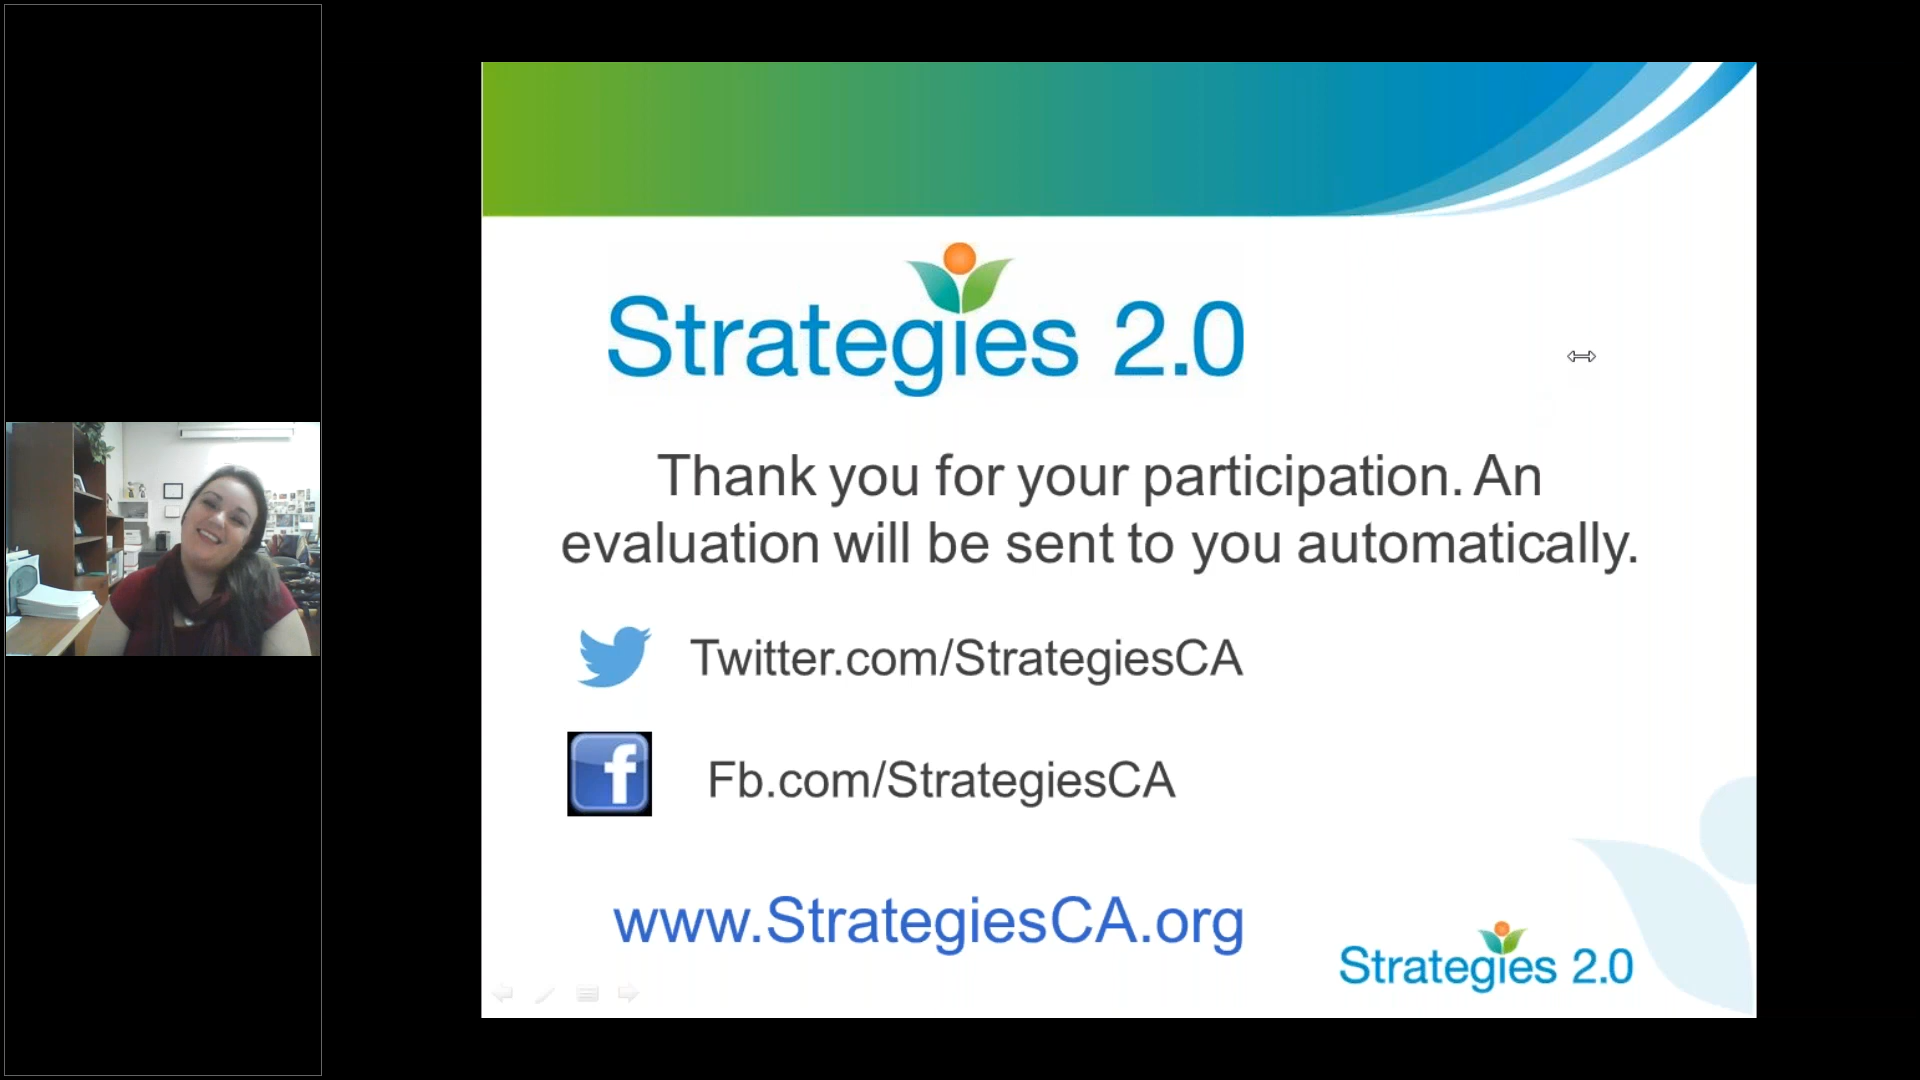 Strategies 2.0
Thank you for your participation. An
evaluation will be sent to you automatically.
Twitter.com/StrategiesCA
f
Fb.com/StrategiesCA
www.StrategiesCA.org
Strategies 2.0